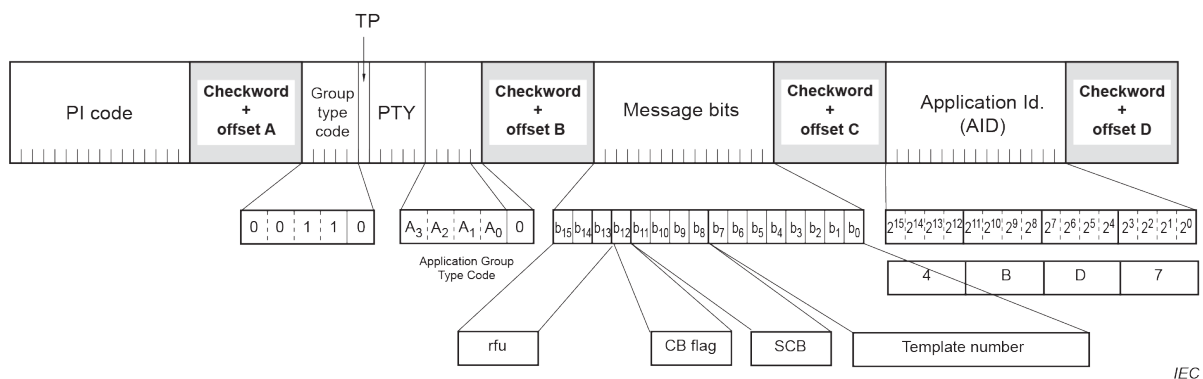 TP
PI code
Checkword
+
offset A
Group
type
code
PTY
Checkword
+
offset B
Message bits
Checkword
+
offset C
Application Id.
(AID)
Checkword
+
offset D
0 0 1 1 0
A₃ A₂ A₁ A₀ 0
b₁₅ b₁₄ b₁₃ b₁₂ b₁₁ b₁₀ b₉ b₈ b₇ b₆ b₅ b₄ b₃ b₂ b₁ b₀
2¹⁵ 2¹⁴ 2¹³ 2¹² 2¹¹ 2¹⁰ 2⁹ 2⁸ 2⁷ 2⁶ 2⁵ 2⁴ 2³ 2² 2¹ 2⁰
Application Group
Type Code
4 B D 7
rfu
CB flag
SCB
Template number
IEC